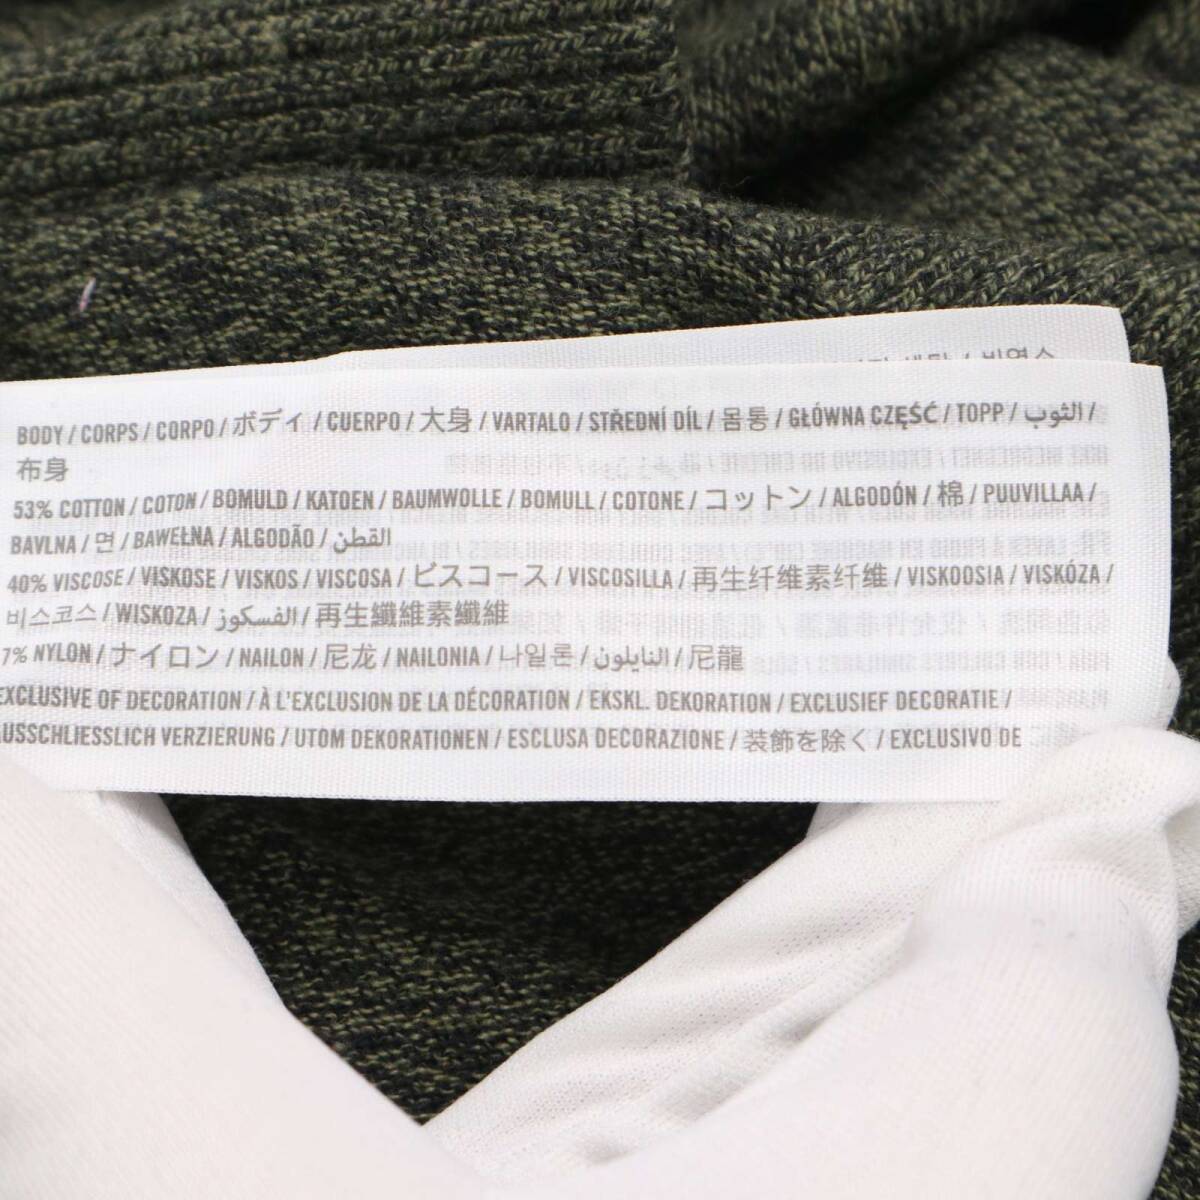 BODY / CORPS / CORPO / ボディ / CUERPO / 大身 / VARTALO / STŘEDNÍ DÍL / 몸통 / GŁÓWNA CZĘŚĆ / TOPP / الثوب /
布身
53% COTTON / COTON / BOMULD / KATOEN / BAUMWOLLE / BOMULL / COTONE / コットン / ALGODÓN / 棉 / PUUVILLAA /
BAVLNA / 면 / BAWEŁNA / ALGODÃO / القطن
40% VISCOSE / VISKOSE / VISKOS / VISCOSA / ビスコース / VISCOSILLA / 再生纤维素纤维 / VISKOOSIA / VISKÓZA /
비스코스 / WISKOZA / الفسكوز / 再生纖維素纖維
7% NYLON / ナイロン / NAILON / 尼龙 / NAILONIA / 나일론 / النايلون / 尼龍
EXCLUSIVE OF DECORATION / À L'EXCLUSION DE LA DÉCORATION / EKSKL. DEKORATION / EXCLUSIEF DECORATIE /
AUSSCHLIESSLICH VERZIERUNG / UTOM DEKORATIONEN / ESCLUSA DECORAZIONE / 装飾を除く / EXCLUSIVO DE